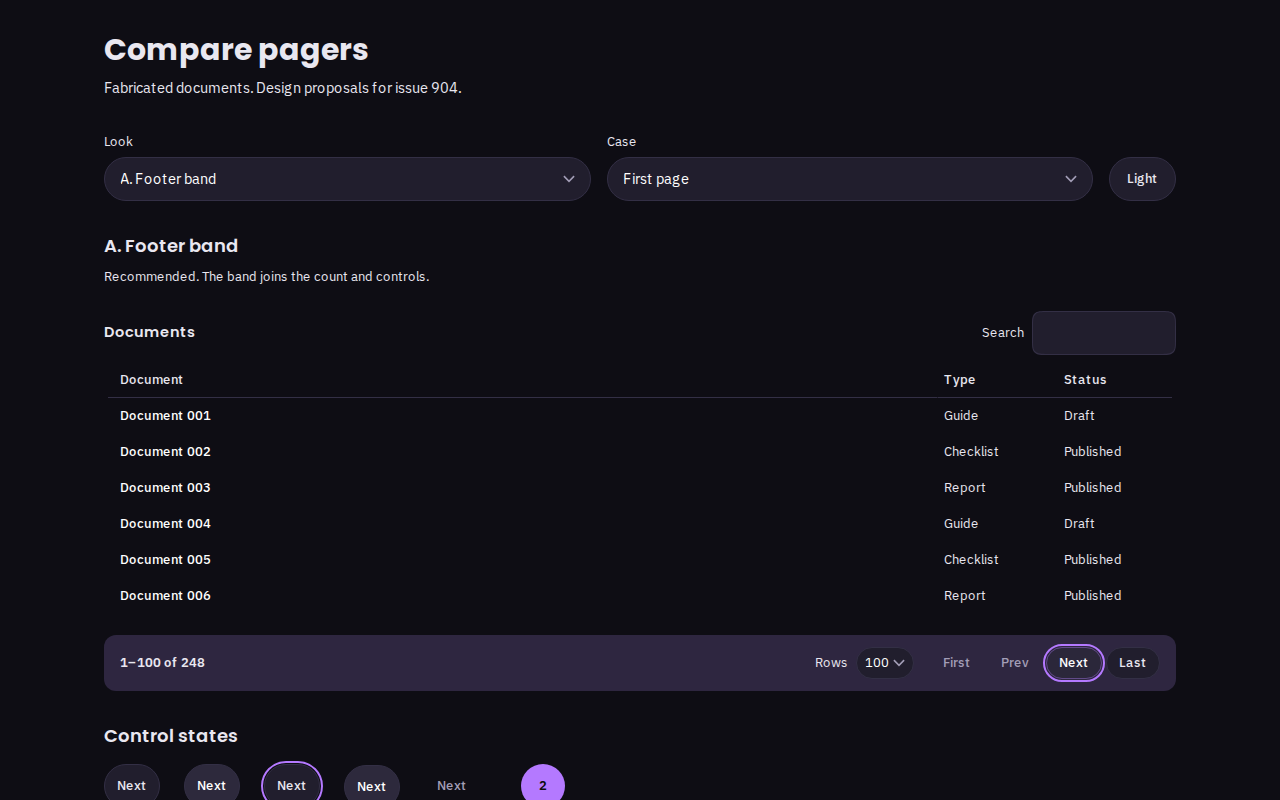 Compare pagers
Fabricated documents. Design proposals for issue 904.
Look Case
A. Footer band First page Light
A. Footer band
Recommended. The band joins the count and controls.
Documents Search
Document Type Status
Document 001 Guide Draft
Document 002 Checklist Published
Document 003 Report Published
Document 004 Guide Draft
Document 005 Checklist Published
Document 006 Report Published
1–100 of 248 Rows 100 First Prev Next Last
Control states
Next Next Next Next Next 2